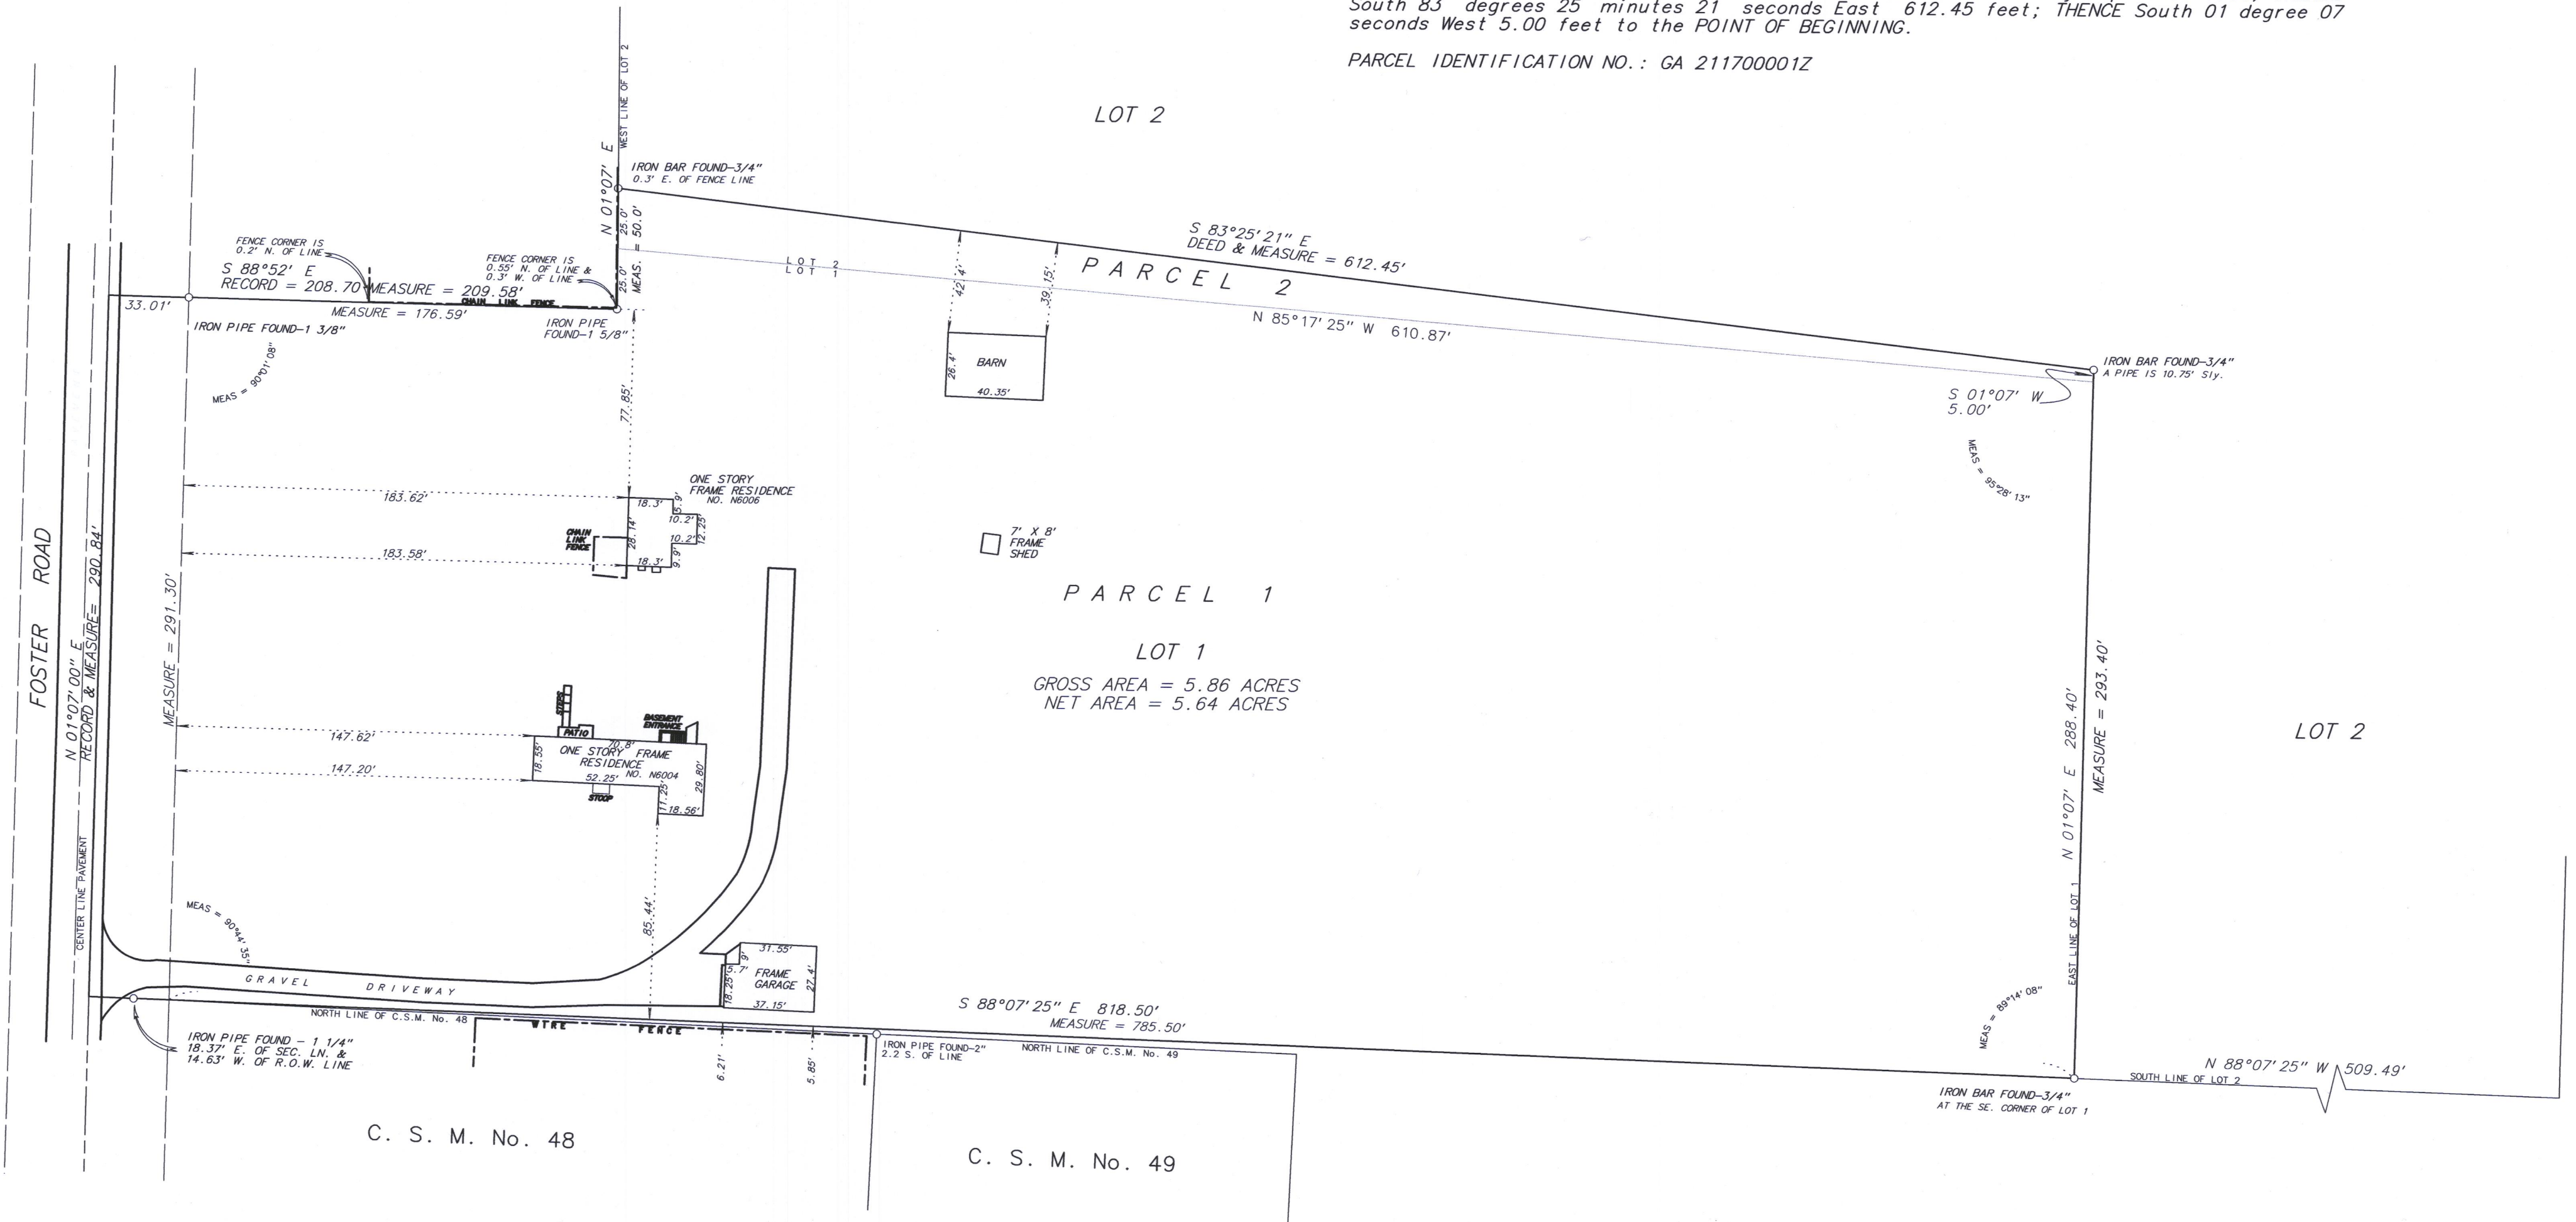 South 83 degrees 25 minutes 21 seconds East 612.45 feet; THENCE South 01 degree 07
seconds West 5.00 feet to the POINT OF BEGINNING.
PARCEL IDENTIFICATION NO.: GA 211700001Z
LOT 2
WEST LINE OF LOT 2
N 01°07' E
IRON BAR FOUND-3/4"
0.3' E. OF FENCE LINE
25.0'
25.0'
MEAS. = 50.0'
FENCE CORNER IS
0.2' N. OF LINE
S 88°52' E
RECORD = 208.70' MEASURE = 209.58'
FENCE CORNER IS
0.55' N. OF LINE &
0.3' W. OF LINE
CHAIN LINK FENCE
33.01'
MEASURE = 176.59'
IRON PIPE FOUND-1 3/8"
IRON PIPE
FOUND-1 5/8"
MEAS = 90°01'08"
LOT 2
LOT 1
S 83°25'21" E
DEED & MEASURE = 612.45'
PARCEL 2
N 85°17'25" W 610.87'
42.4'
39.15'
BARN
26.4'
40.35'
IRON BAR FOUND-3/4"
A PIPE IS 10.75' Sly.
S 01°07' W
5.00'
MEAS = 95°28'13"
77.85'
183.62'
183.58'
ONE STORY
FRAME RESIDENCE
NO. N6006
18.3'
5.9'
10.2'
12.25'
10.2'
9.9'
18.3'
28.14'
CHAIN
LINK
FENCE
7' X 8'
FRAME
SHED
PARCEL 1
LOT 1
GROSS AREA = 5.86 ACRES
NET AREA = 5.64 ACRES
FOSTER ROAD
N 01°07'00" E
RECORD & MEASURE= 290.84'
MEASURE = 291.30'
CENTER LINE PAVEMENT
147.62'
147.20'
STEPS
PATIO
BASEMENT
ENTRANCE
70.8'
ONE STORY FRAME
RESIDENCE
NO. N6004
18.55'
52.25'
29.80'
11.25'
18.56'
STOOP
85.44'
MEAS = 90°44'35"
GRAVEL DRIVEWAY
31.55'
9'
5.7'
FRAME
GARAGE
18.25'
27.4'
37.15'
NORTH LINE OF C.S.M. No. 48
WIRE FENCE
6.21'
5.85'
IRON PIPE FOUND - 1 1/4"
18.37' E. OF SEC. LN. &
14.63' W. OF R.O.W. LINE
S 88°07'25" E 818.50'
MEASURE = 785.50'
IRON PIPE FOUND-2"
2.2 S. OF LINE
NORTH LINE OF C.S.M. No. 49
MEAS = 89°14'08"
EAST LINE OF LOT 1
N 01°07' E 288.40'
MEASURE = 293.40'
LOT 2
N 88°07'25" W 509.49'
SOUTH LINE OF LOT 2
IRON BAR FOUND-3/4"
AT THE SE. CORNER OF LOT 1
C. S. M. No. 48
C. S. M. No. 49